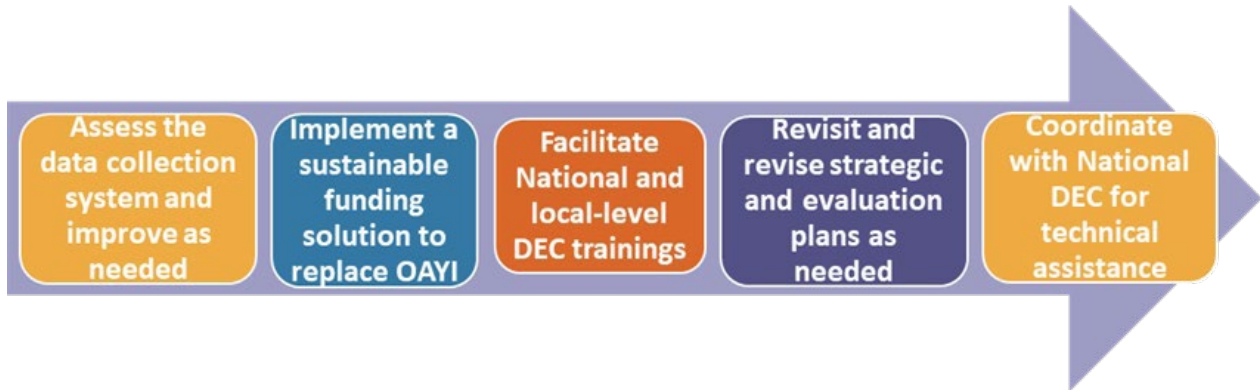 Assess the
data collection
system and
improve as
needed
Implement a
sustainable
funding
solution to
replace OAYI
Facilitate
National and
local-level
DEC trainings
Revisit and
revise strategic
and evaluation
plans as
needed
Coordinate
with National
DEC for
technical
assistance